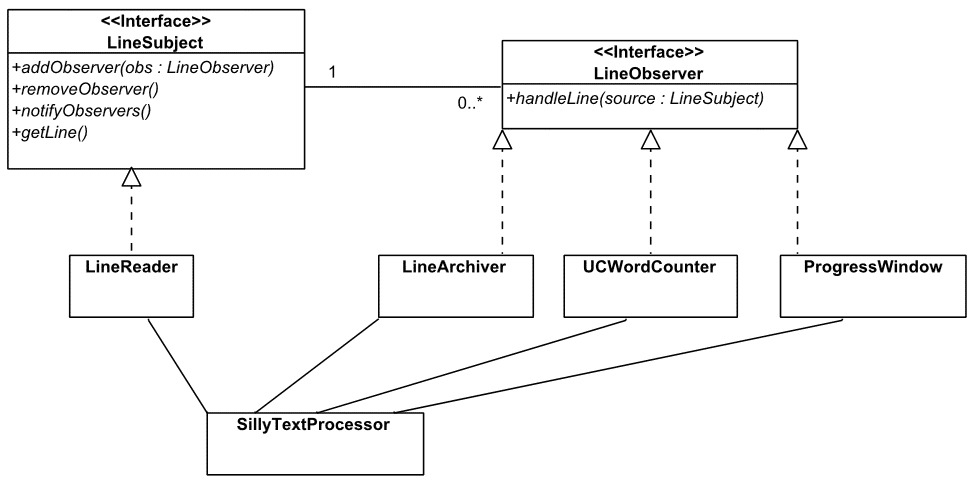 <<Interface>>
LineSubject
+addObserver(obs : LineObserver)
+removeObserver()
+notifyObservers()
+getLine()
1
0..*
<<Interface>>
LineObserver
+handleLine(source : LineSubject)
LineReader
LineArchiver
UCWordCounter
ProgressWindow
SillyTextProcessor